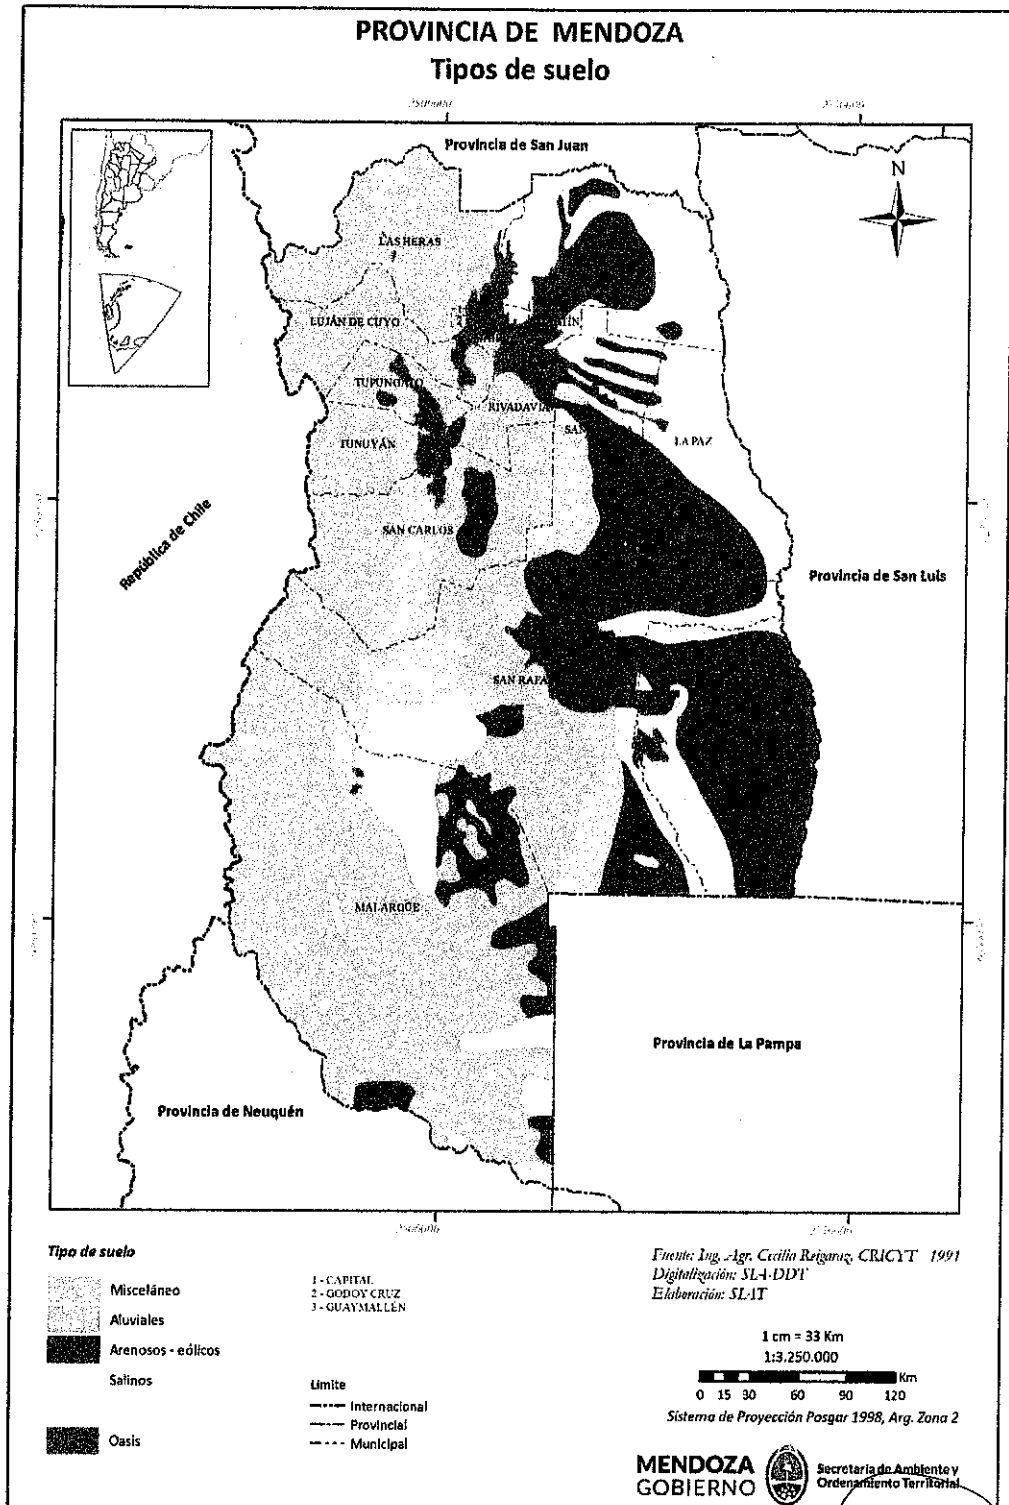 PROVINCIA DE MENDOZA
Tipos de suelo
Provincia de San Juan
N
LAS HERAS
LUJÁN DE CUYO
TUPUNGATO
RIVADAVIA
SAN
LA PAZ
TUNUYÁN
SAN CARLOS
República de Chile
Provincia de San Luis
SAN RAFA
MALARGÜE
Provincia de La Pampa
Provincia de Neuquén
Tipo de suelo
Misceláneo
Aluviales
Arenosos - eólicos
Salinos
Oasis
1 - CAPITAL
2 - GODOY CRUZ
3 - GUAYMALLÉN
Límite
Internacional
Provincial
Municipal
Fuente: Ing. Agr. Cecilia Reigaraz, CRICYT 1991
Digitalización: SLA-DDT
Elaboración: SLAT
1 cm = 33 Km
1:3.250.000
Km
0 15 30 60 90 120
Sistema de Proyección Posgar 1998, Arg. Zona 2
MENDOZA
GOBIERNO
Secretaría de Ambiente y
Ordenamiento Territorial